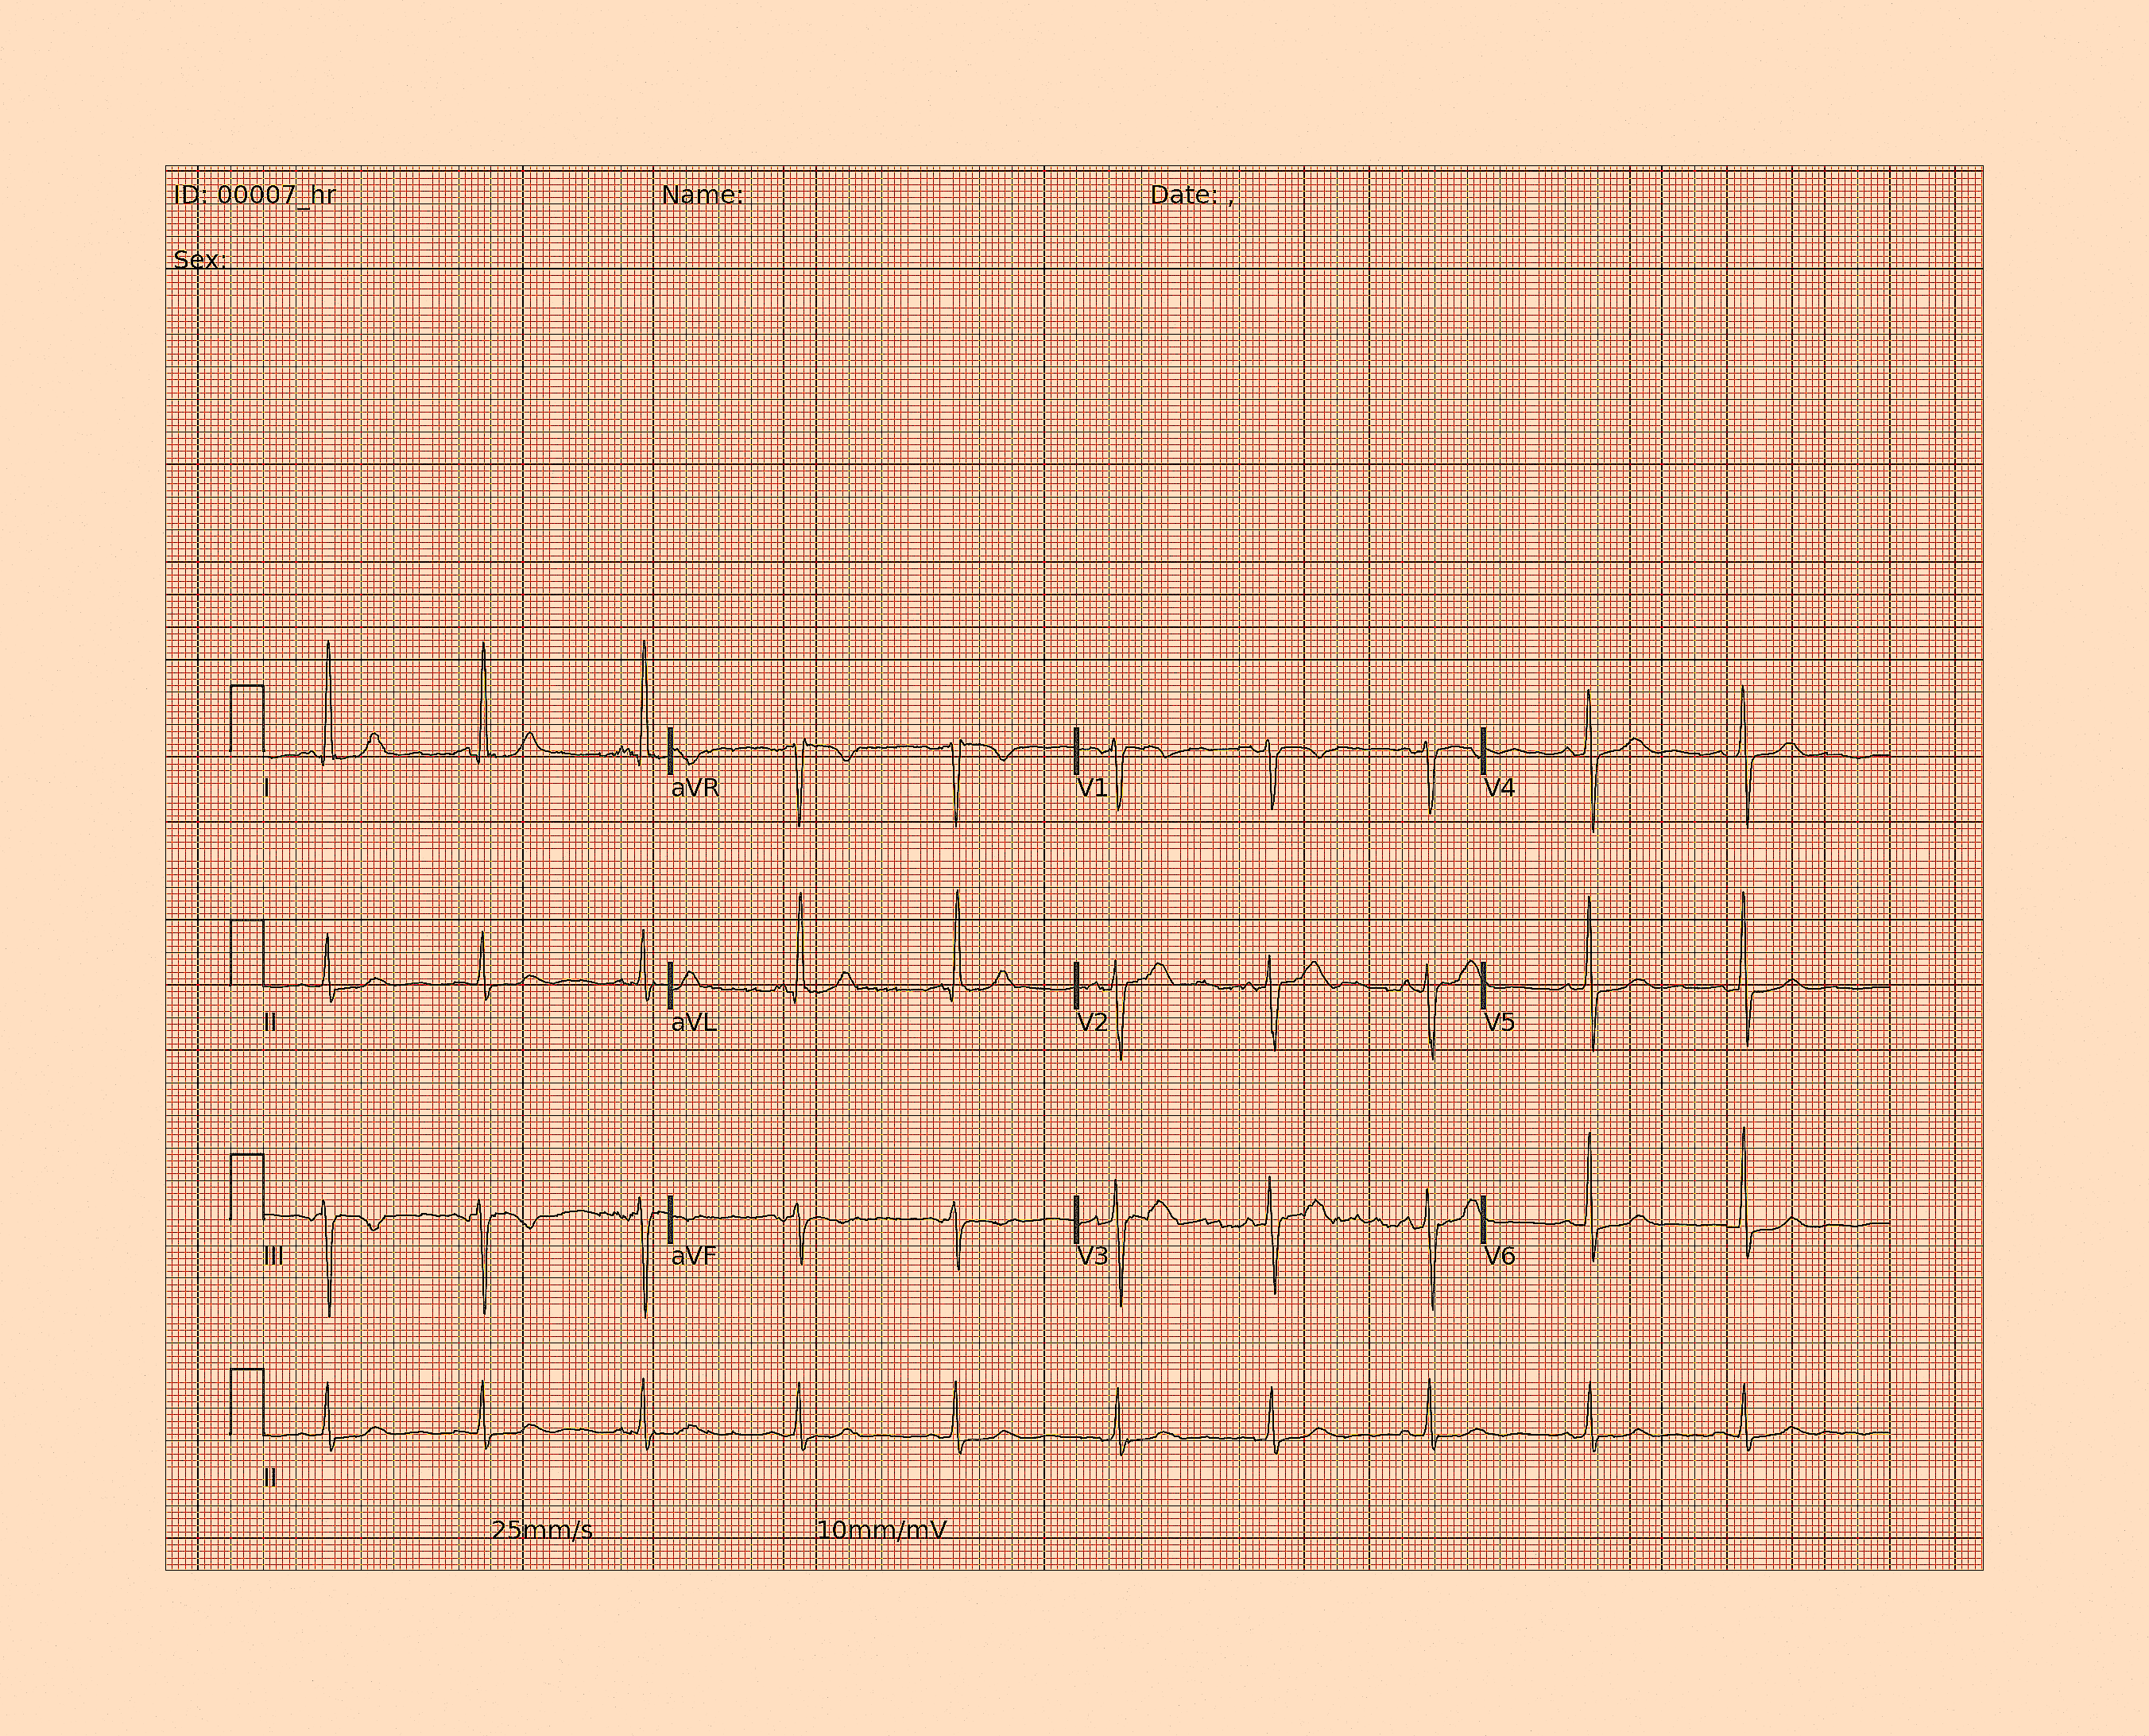 ID: 00007_hr Name: Date: ,
Sex:
I aVR V1 V4
II aVL V2 V5
III aVF V3 V6
II
25mm/s 10mm/mV